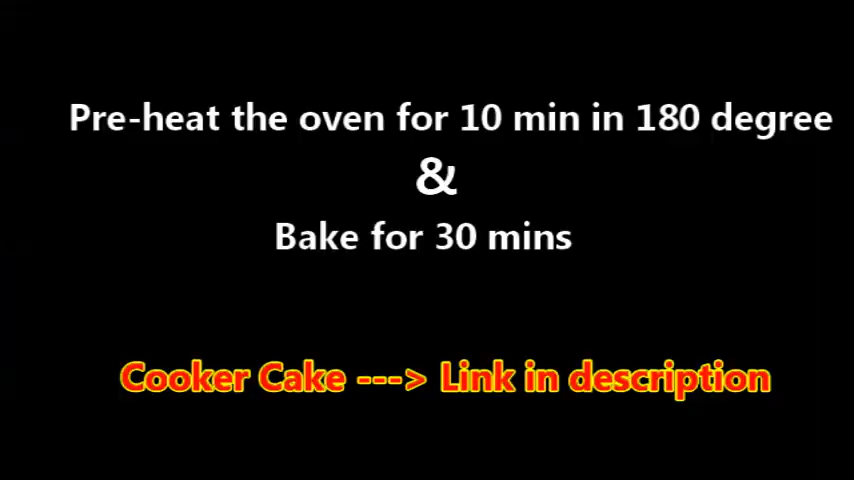 Pre-heat the oven for 10 min in 180 degree
&
Bake for 30 mins
Cooker Cake ---> Link in description